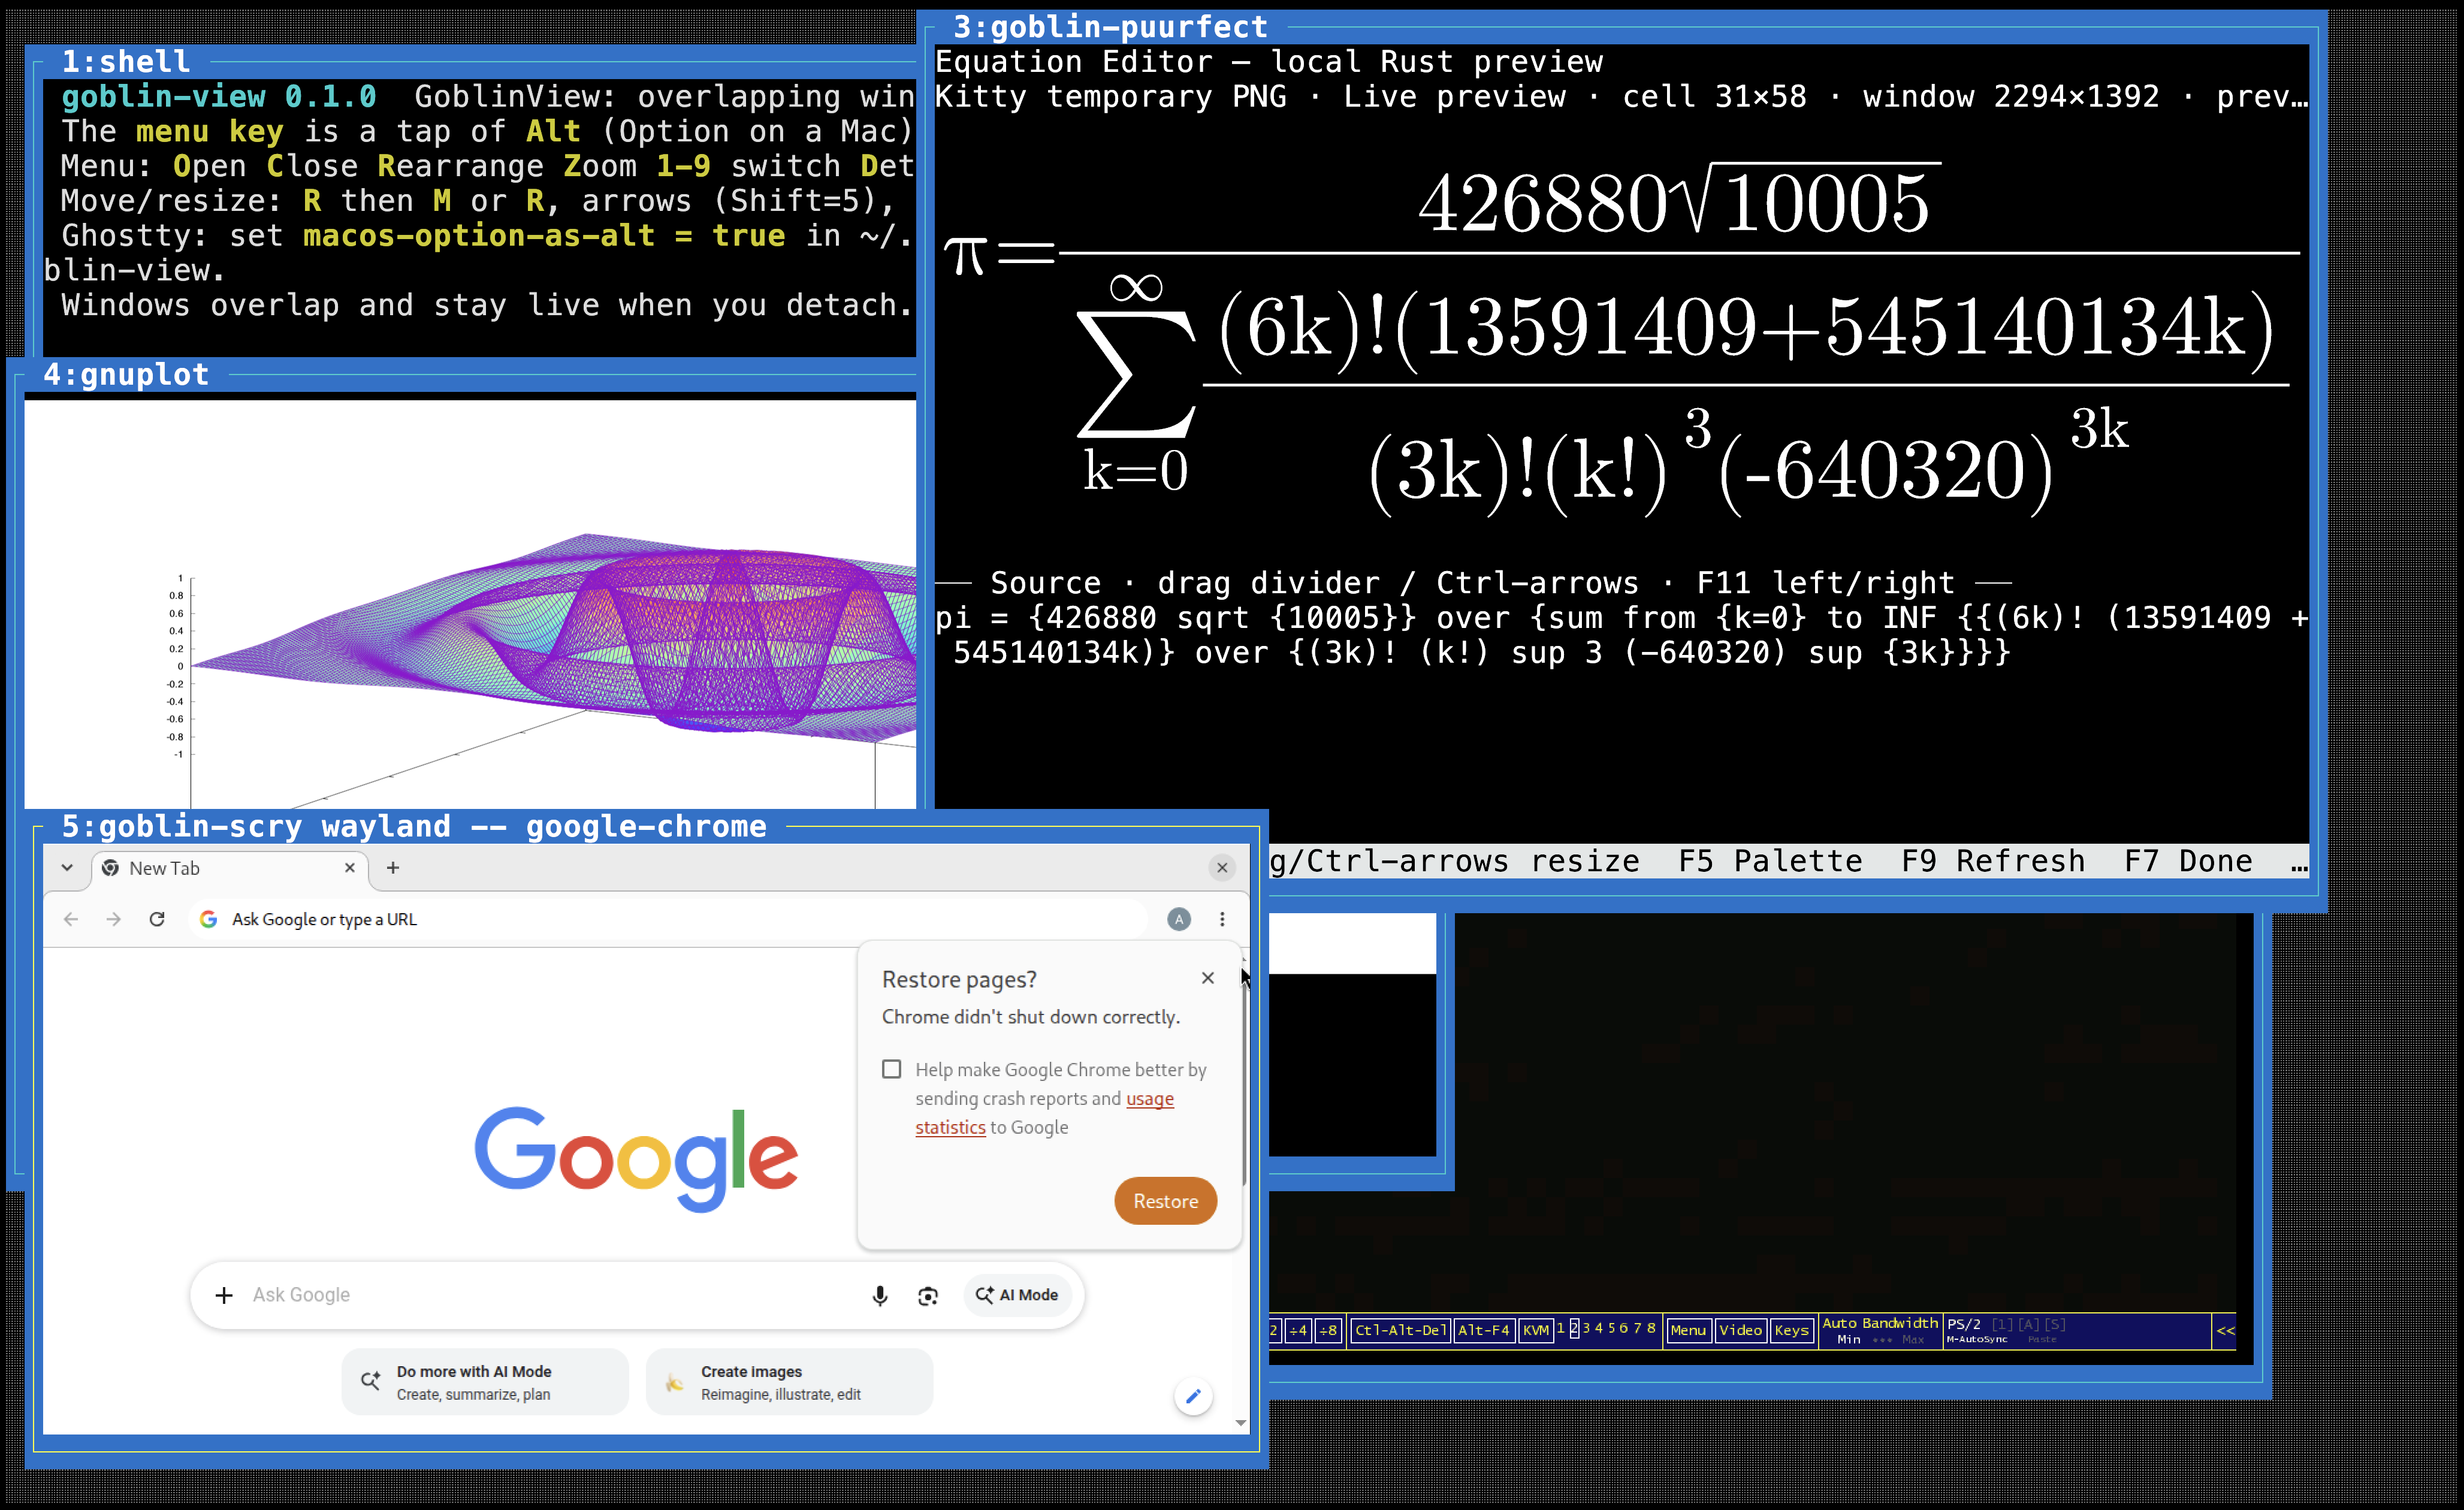 1:shell
goblin-view 0.1.0  GoblinView: overlapping win
The menu key is a tap of Alt (Option on a Mac)
Menu: Open Close Rearrange Zoom 1-9 switch Det
Move/resize: R then M or R, arrows (Shift=5),
Ghostty: set macos-option-as-alt = true in ~/.
blin-view.
Windows overlap and stay live when you detach.
3:goblin-puurfect
Equation Editor — local Rust preview
Kitty temporary PNG · Live preview · cell 31×58 · window 2294×1392 · prev…
426880√10005
π=
∞
∑
k=0
(6k)!(13591409+545140134k)
(3k)!(k!)³(-640320)³ᵏ
Source · drag divider / Ctrl-arrows · F11 left/right
pi = {426880 sqrt {10005}} over {sum from {k=0} to INF {{(6k)! (13591409 +
545140134k)} over {(3k)! (k!) sup 3 (-640320) sup {3k}}}}
g/Ctrl-arrows resize  F5 Palette  F9 Refresh  F7 Done  …
4:gnuplot
1
0.8
0.6
0.4
0.2
0
-0.2
-0.4
-0.6
-0.8
-1
5:goblin-scry wayland -- google-chrome
New Tab
Ask Google or type a URL
A
Restore pages?
Chrome didn't shut down correctly.
Help make Google Chrome better by
sending crash reports and usage
statistics to Google
Restore
Google
Ask Google
AI Mode
Do more with AI Mode
Create, summarize, plan
Create images
Reimagine, illustrate, edit
2 ÷4 ÷8 Ctl-Alt-Del Alt-F4 KVM 1 2 3 4 5 6 7 8 Menu Video Keys Auto Bandwidth PS/2 [1] [A] [S] <<
Min Max M-AutoSync Paste